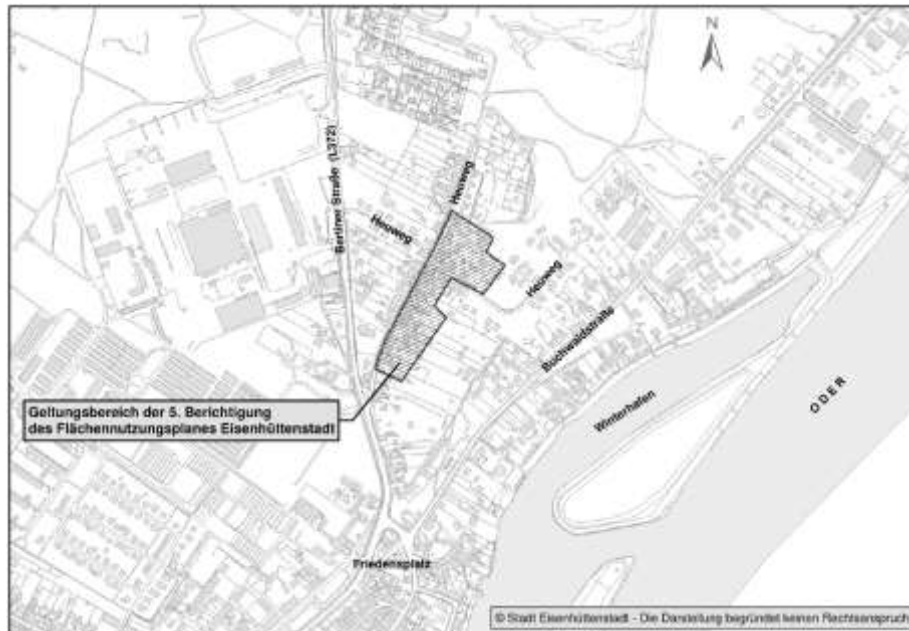 N
Berliner Straße (L372)
Heuweg
Heuweg
Heuweg
Buchwaldstraße
Winterhafen
ODER
Geltungsbereich der 5. Berichtigung
des Flächennutzungsplanes Eisenhüttenstadt
Friedensplatz
© Stadt Eisenhüttenstadt - Die Darstellung begründet keinen Rechtsanspruch